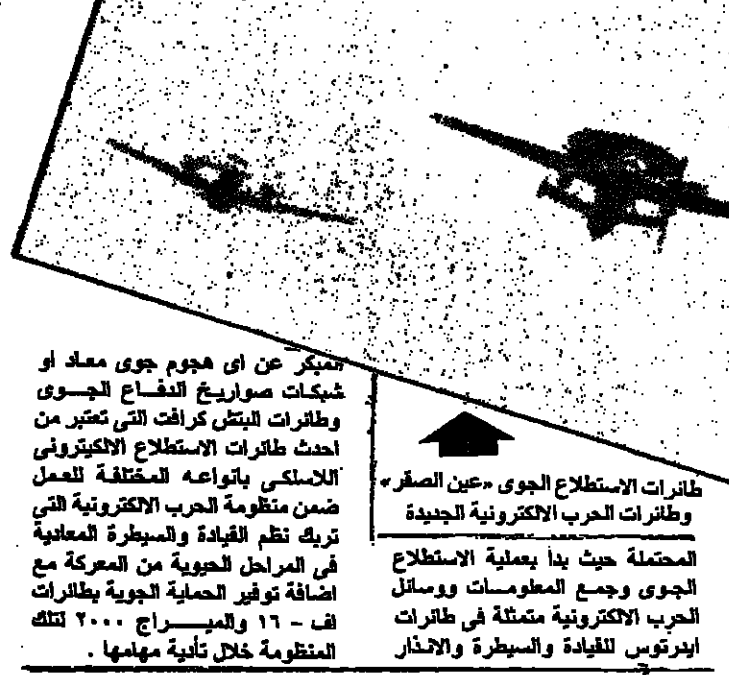 طائرات الاستطلاع الجوى «عين الصقر»
وطائرات الحرب الالكترونية الجديدة
المحتملة حيث بدأ بعملية الاستطلاع
الجوى وجمع المعلومات ووسائل
الحرب الالكترونية متمثلة فى طائرات
ايدرتوس للقيادة والسيطرة والانذار
المبكر عن اى هجوم جوى معاد او
شبكات صواريخ الدفاع الجوى
وطائرات البتش كرافت التى تعتبر من
احدث طائرات الاستطلاع الالكيترونى
اللاسلكى بانواعه المختلفة للعمل
ضمن منظومة الحرب الالكترونية التى
تربك نظم القيادة والسيطرة المعادية
فى المراحل الحيوية من المعركة مع
اضافة توفير الحماية الجوية بطائرات
اف - ١٦ والميراج ٢٠٠٠ لتلك
المنظومة خلال تأدية مهامها .